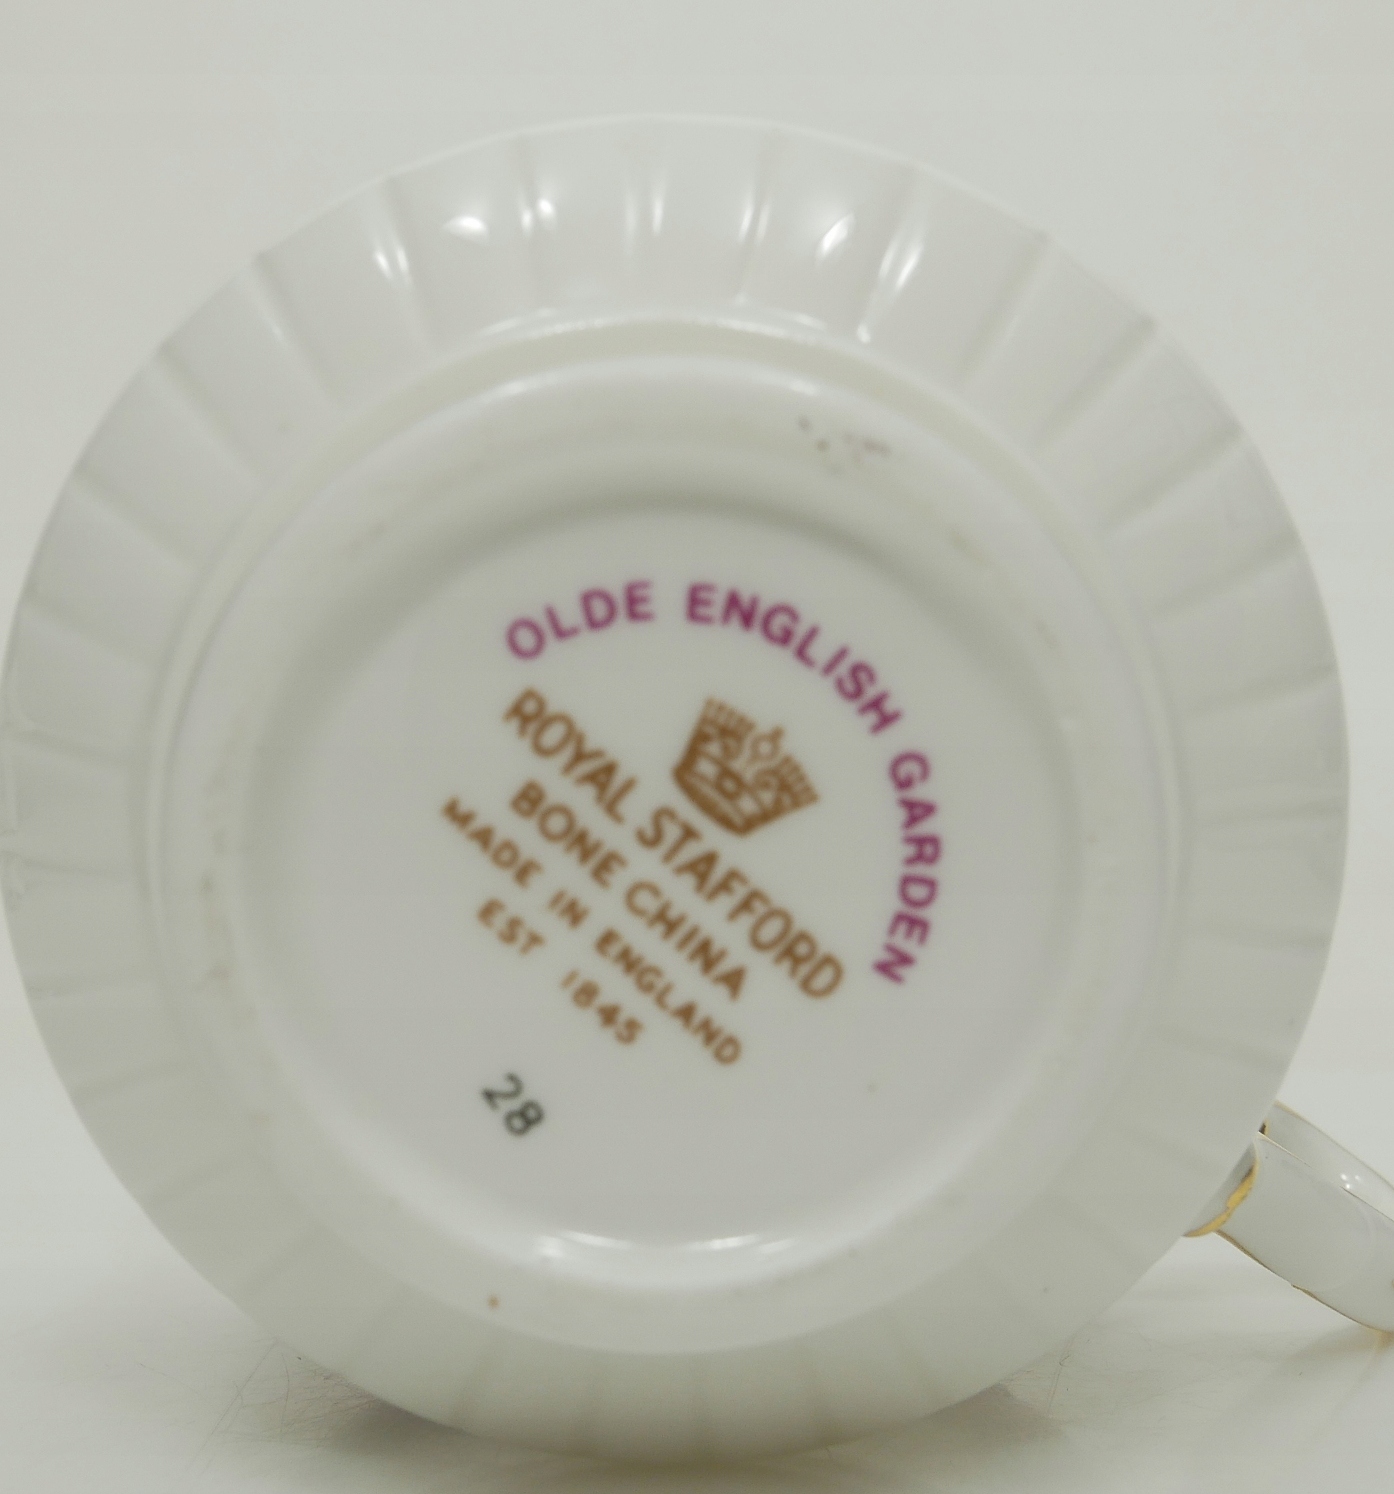 OLDE ENGLISH GARDEN
ROYAL STAFFORD
BONE CHINA
MADE IN ENGLAND
EST 1845
28